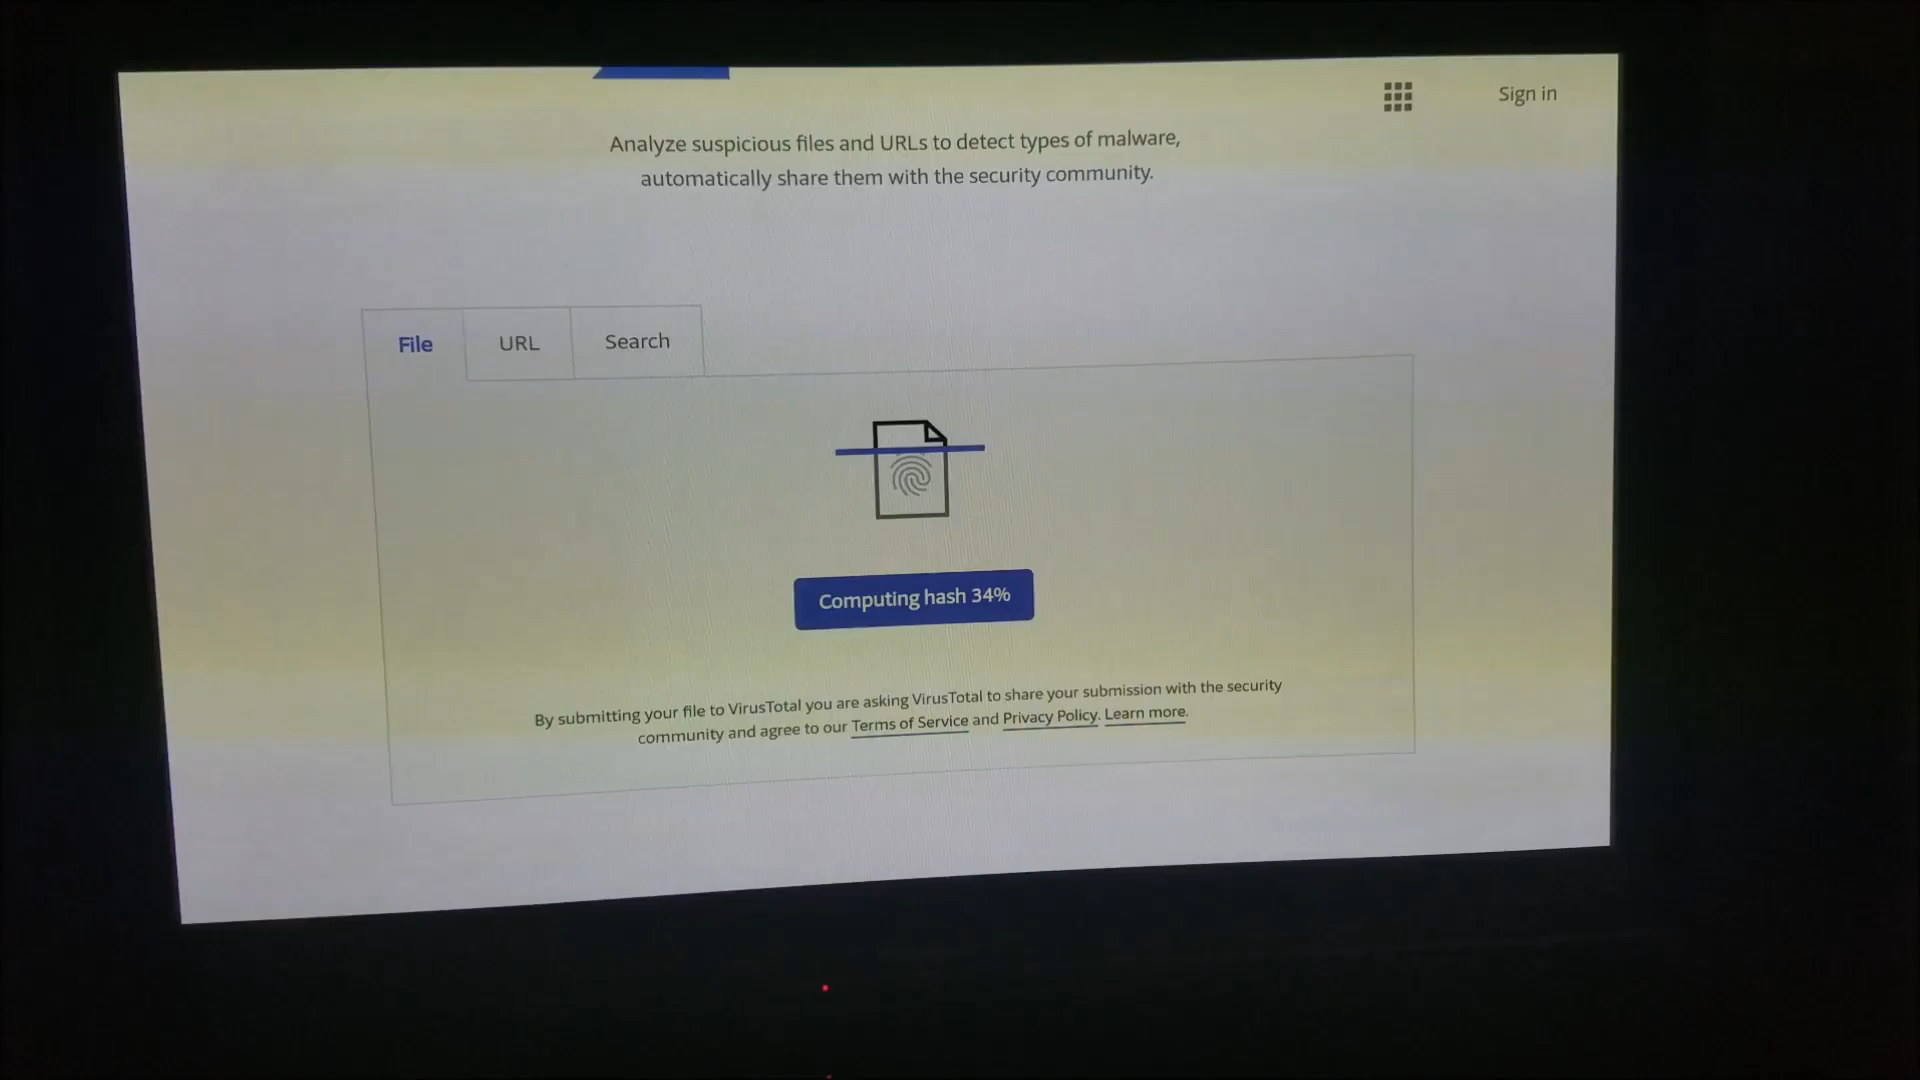 Sign in
Analyze suspicious files and URLs to detect types of malware,
automatically share them with the security community.
File
URL
Search
Computing hash 34%
By submitting your file to VirusTotal you are asking VirusTotal to share your submission with the security
community and agree to our Terms of Service and Privacy Policy. Learn more.